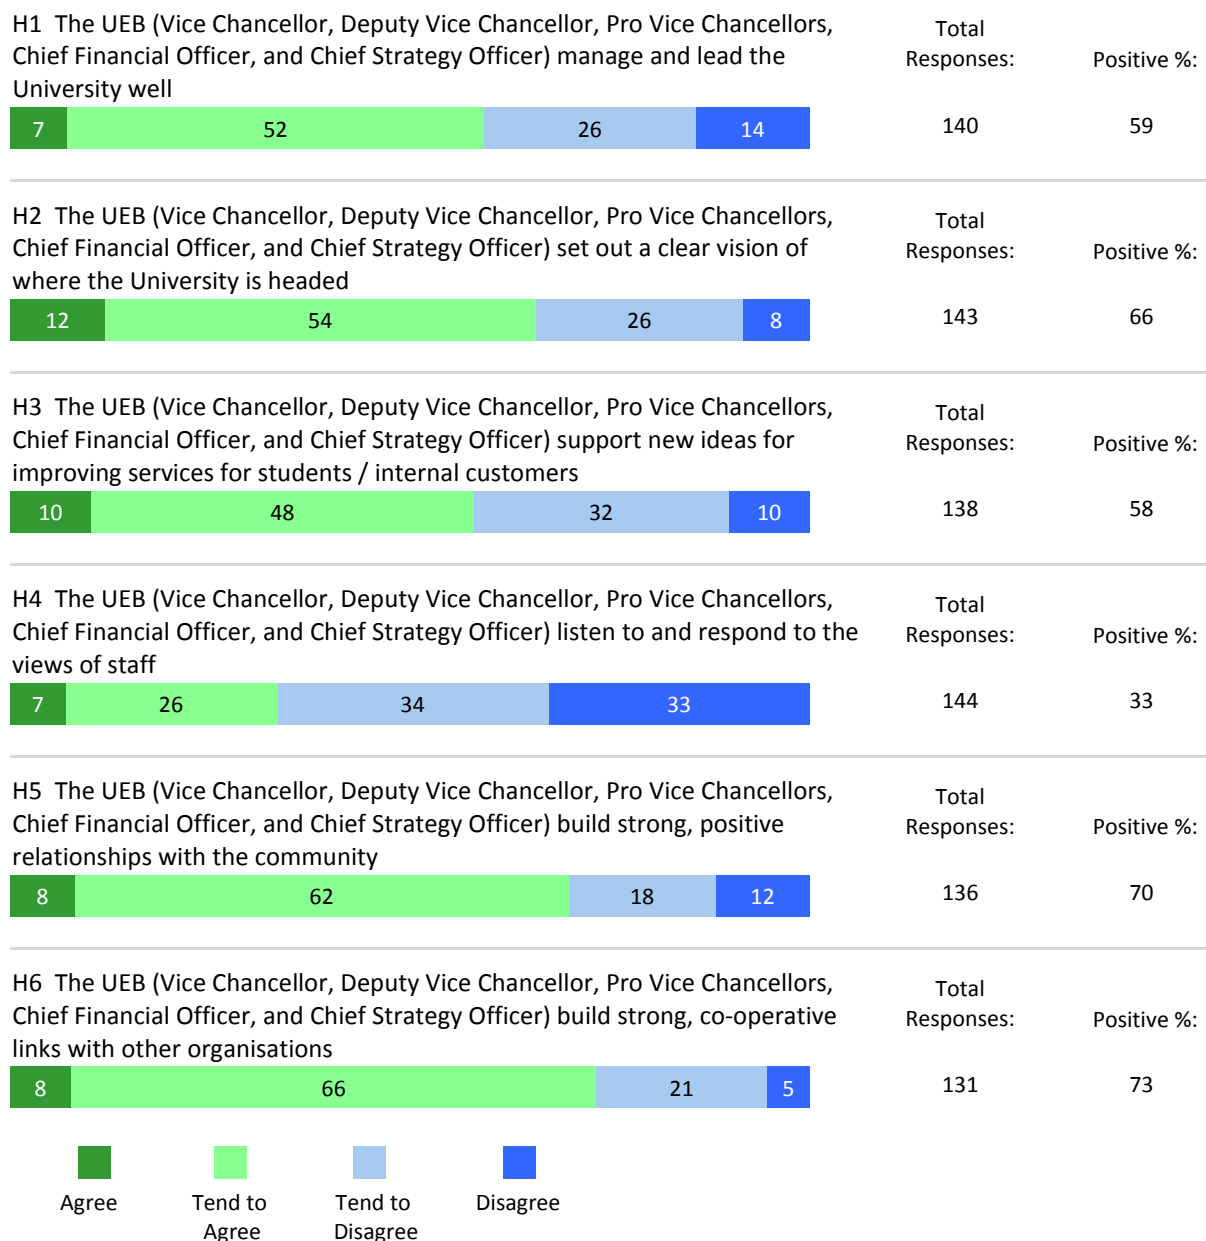 H1  The UEB (Vice Chancellor, Deputy Vice Chancellor, Pro Vice Chancellors,
Chief Financial Officer, and Chief Strategy Officer) manage and lead the
University well
Total
Responses:
Positive %:
7 52 26 14
140
59
H2  The UEB (Vice Chancellor, Deputy Vice Chancellor, Pro Vice Chancellors,
Chief Financial Officer, and Chief Strategy Officer) set out a clear vision of
where the University is headed
Total
Responses:
Positive %:
12 54 26 8
143
66
H3  The UEB (Vice Chancellor, Deputy Vice Chancellor, Pro Vice Chancellors,
Chief Financial Officer, and Chief Strategy Officer) support new ideas for
improving services for students / internal customers
Total
Responses:
Positive %:
10 48 32 10
138
58
H4  The UEB (Vice Chancellor, Deputy Vice Chancellor, Pro Vice Chancellors,
Chief Financial Officer, and Chief Strategy Officer) listen to and respond to the
views of staff
Total
Responses:
Positive %:
7 26 34 33
144
33
H5  The UEB (Vice Chancellor, Deputy Vice Chancellor, Pro Vice Chancellors,
Chief Financial Officer, and Chief Strategy Officer) build strong, positive
relationships with the community
Total
Responses:
Positive %:
8 62 18 12
136
70
H6  The UEB (Vice Chancellor, Deputy Vice Chancellor, Pro Vice Chancellors,
Chief Financial Officer, and Chief Strategy Officer) build strong, co-operative
links with other organisations
Total
Responses:
Positive %:
8 66 21 5
131
73
Agree
Tend to
Agree
Tend to
Disagree
Disagree